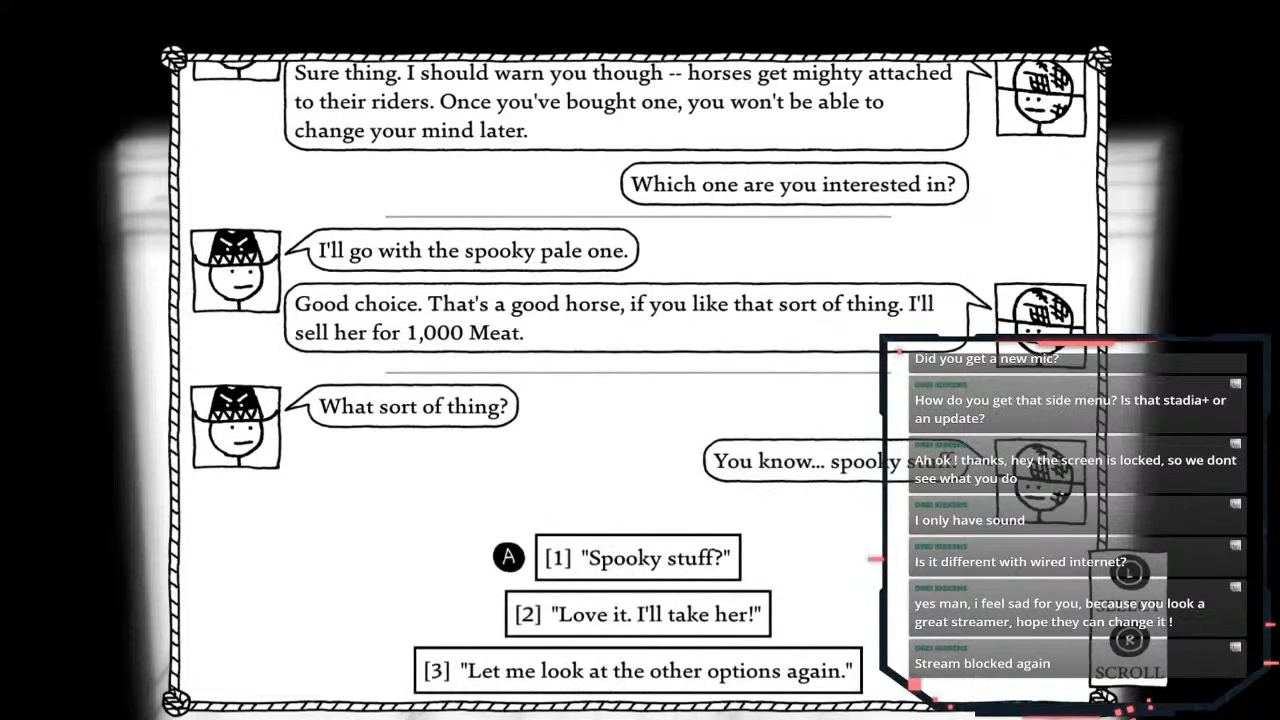 Sure thing. I should warn you though -- horses get mighty attached
to their riders. Once you've bought one, you won't be able to
change your mind later.
Which one are you interested in?
I'll go with the spooky pale one.
Good choice. That's a good horse, if you like that sort of thing. I'll
sell her for 1,000 Meat.
What sort of thing?
You know... spooky stuff.
A [1] "Spooky stuff?"
[2] "Love it. I'll take her!"
[3] "Let me look at the other options again."
Did you get a new mic?
How do you get that side menu? Is that stadia+ or
an update?
Ah ok ! thanks, hey the screen is locked, so we dont
see what you do
I only have sound
Is it different with wired internet?
yes man, i feel sad for you, because you look a
great streamer, hope they can change it !
Stream blocked again
L
SELECT
R
SCROLL